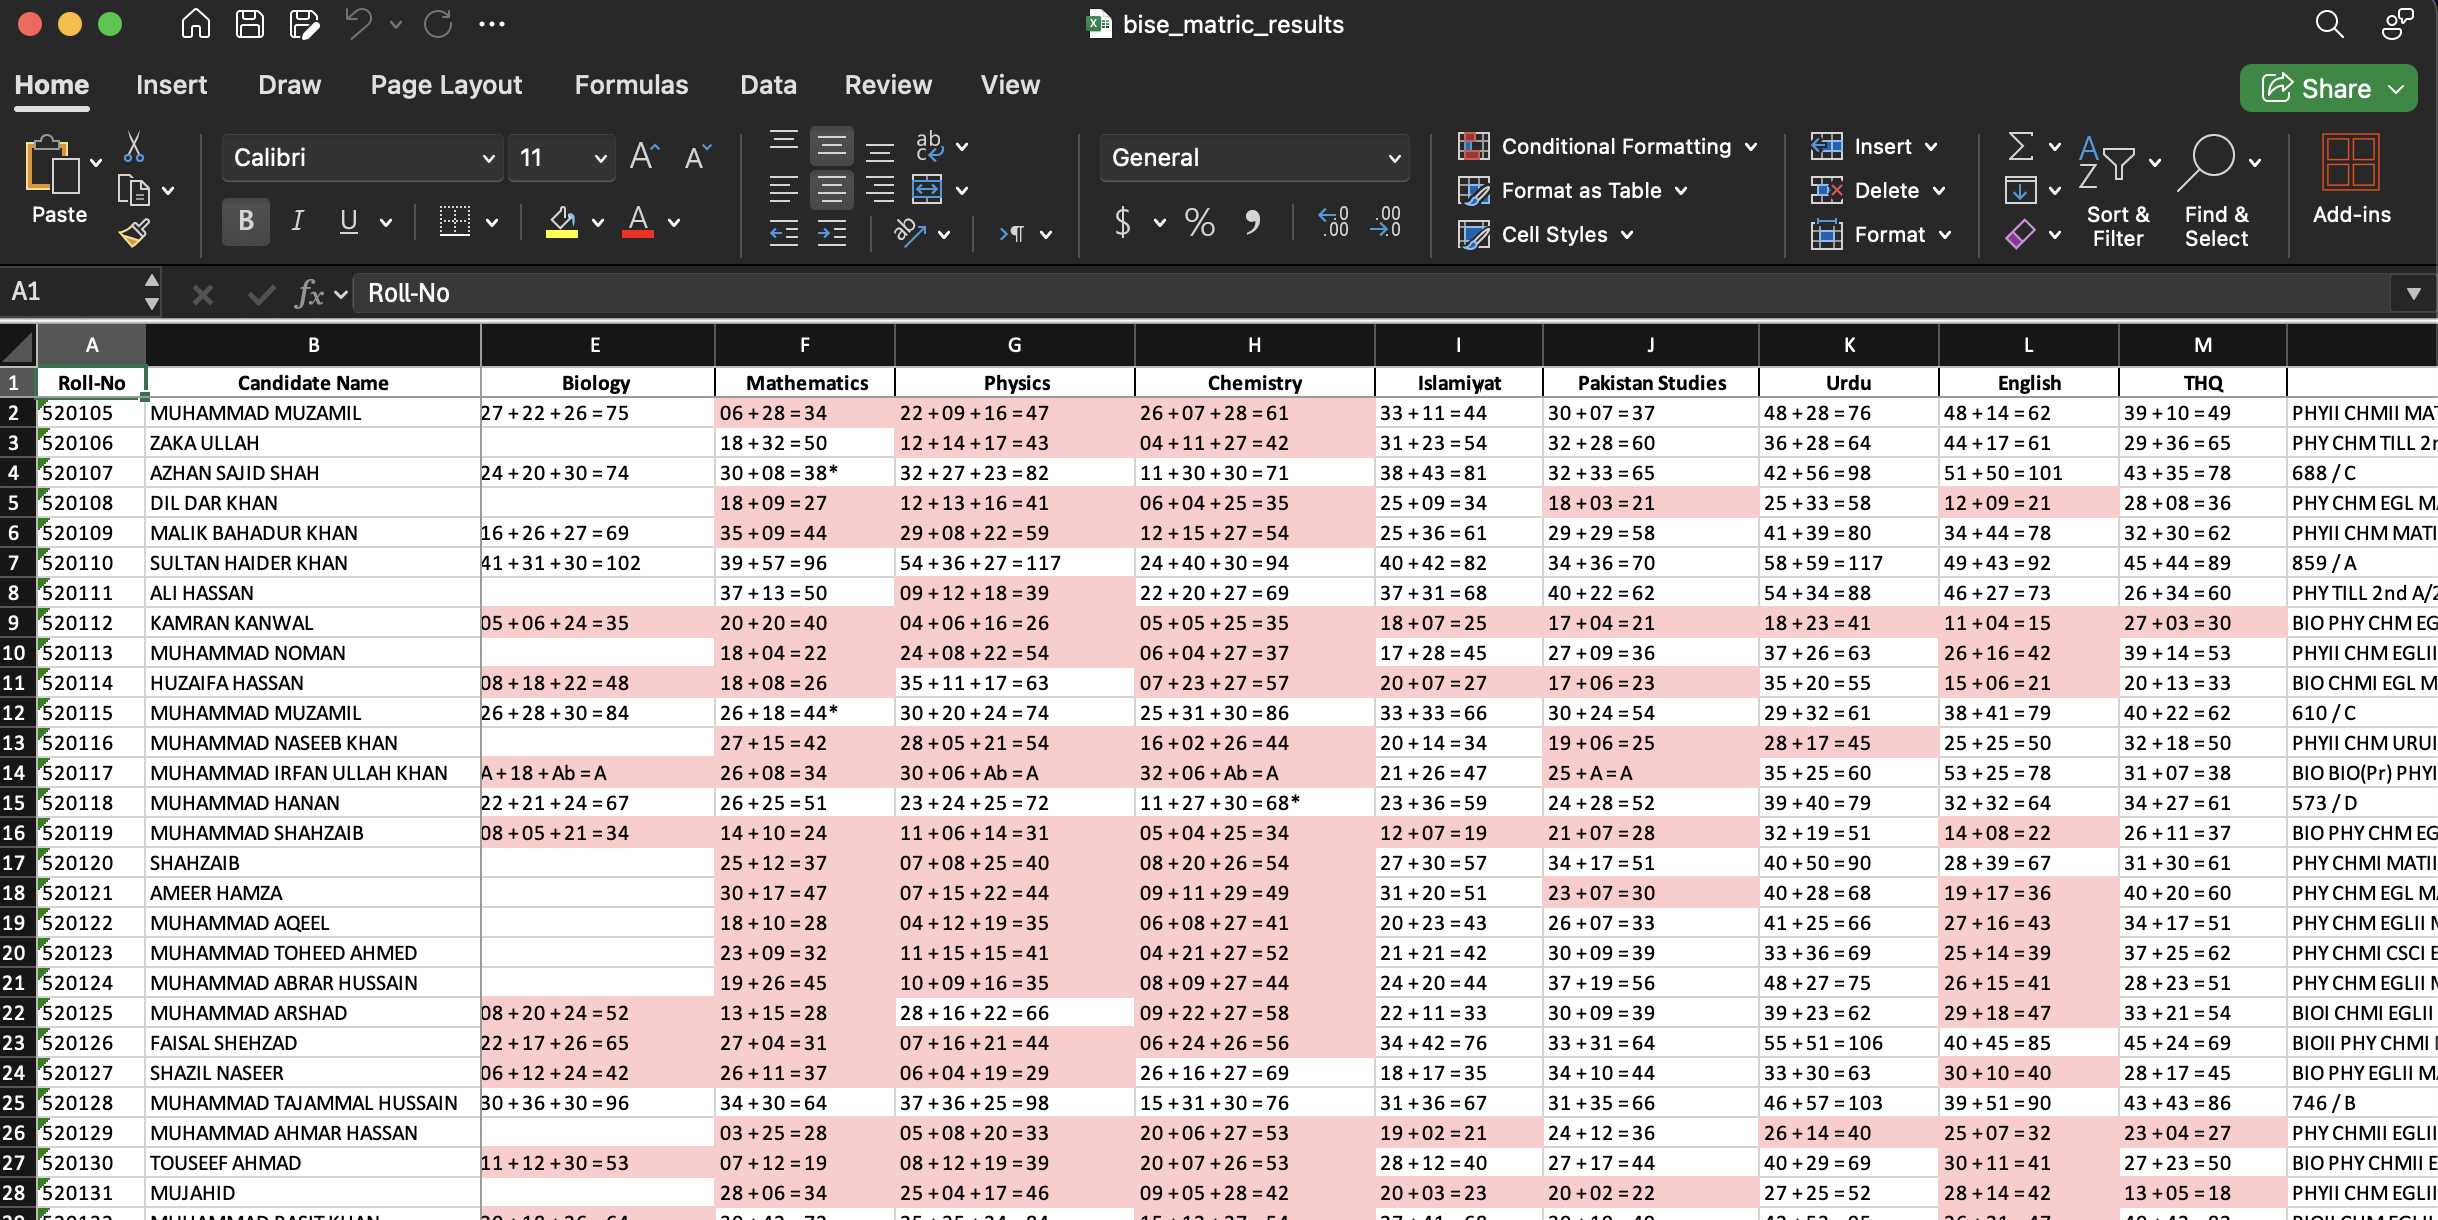 bise_matric_results
Home Insert Draw Page Layout Formulas Data Review View Share
Paste Calibri 11 General Conditional Formatting Format as Table Cell Styles Insert Delete Format Sort & Filter Find & Select Add-ins
A1 fx Roll-No
A B E F G H I J K L M
1 Roll-No Candidate Name Biology Mathematics Physics Chemistry Islamiyat Pakistan Studies Urdu English THQ
2 520105 MUHAMMAD MUZAMIL 27+22+26=75 06+28=34 22+09+16=47 26+07+28=61 33+11=44 30+07=37 48+28=76 48+14=62 39+10=49 PHYII CHMII MAT
3 520106 ZAKA ULLAH 18+32=50 12+14+17=43 04+11+27=42 31+23=54 32+28=60 36+28=64 44+17=61 29+36=65 PHY CHM TILL 2n
4 520107 AZHAN SAJID SHAH 24+20+30=74 30+08=38* 32+27+23=82 11+30+30=71 38+43=81 32+33=65 42+56=98 51+50=101 43+35=78 688 / C
5 520108 DIL DAR KHAN 18+09=27 12+13+16=41 06+04+25=35 25+09=34 18+03=21 25+33=58 12+09=21 28+08=36 PHY CHM EGL MA
6 520109 MALIK BAHADUR KHAN 16+26+27=69 35+09=44 29+08+22=59 12+15+27=54 25+36=61 29+29=58 41+39=80 34+44=78 32+30=62 PHYII CHM MATI
7 520110 SULTAN HAIDER KHAN 41+31+30=102 39+57=96 54+36+27=117 24+40+30=94 40+42=82 34+36=70 58+59=117 49+43=92 45+44=89 859 / A
8 520111 ALI HASSAN 37+13=50 09+12+18=39 22+20+27=69 37+31=68 40+22=62 54+34=88 46+27=73 26+34=60 PHY TILL 2nd A/2
9 520112 KAMRAN KANWAL 05+06+24=35 20+20=40 04+06+16=26 05+05+25=35 18+07=25 17+04=21 18+23=41 11+04=15 27+03=30 BIO PHY CHM EG
10 520113 MUHAMMAD NOMAN 18+04=22 24+08+22=54 06+04+27=37 17+28=45 27+09=36 37+26=63 26+16=42 39+14=53 PHYII CHM EGLII
11 520114 HUZAIFA HASSAN 08+18+22=48 18+08=26 35+11+17=63 07+23+27=57 20+07=27 17+06=23 35+20=55 15+06=21 20+13=33 BIO CHMI EGL M
12 520115 MUHAMMAD MUZAMIL 26+28+30=84 26+18=44* 30+20+24=74 25+31+30=86 33+33=66 30+24=54 29+32=61 38+41=79 40+22=62 610 / C
13 520116 MUHAMMAD NASEEB KHAN 27+15=42 28+05+21=54 16+02+26=44 20+14=34 19+06=25 28+17=45 25+25=50 32+18=50 PHYII CHM URUI
14 520117 MUHAMMAD IRFAN ULLAH KHAN A+18+Ab=A 26+08=34 30+06+Ab=A 32+06+Ab=A 21+26=47 25+A=A 35+25=60 53+25=78 31+07=38 BIO BIO(Pr) PHYI
15 520118 MUHAMMAD HANAN 22+21+24=67 26+25=51 23+24+25=72 11+27+30=68* 23+36=59 24+28=52 39+40=79 32+32=64 34+27=61 573 / D
16 520119 MUHAMMAD SHAHZAIB 08+05+21=34 14+10=24 11+06+14=31 05+04+25=34 12+07=19 21+07=28 32+19=51 14+08=22 26+11=37 BIO PHY CHM EG
17 520120 SHAHZAIB 25+12=37 07+08+25=40 08+20+26=54 27+30=57 34+17=51 40+50=90 28+39=67 31+30=61 PHY CHMI MATII
18 520121 AMEER HAMZA 30+17=47 07+15+22=44 09+11+29=49 31+20=51 23+07=30 40+28=68 19+17=36 40+20=60 PHY CHM EGL MA
19 520122 MUHAMMAD AQEEL 18+10=28 04+12+19=35 06+08+27=41 20+23=43 26+07=33 41+25=66 27+16=43 34+17=51 PHY CHM EGLII
20 520123 MUHAMMAD TOHEED AHMED 23+09=32 11+15+15=41 04+21+27=52 21+21=42 30+09=39 33+36=69 25+14=39 37+25=62 PHY CHMI CSCI E
21 520124 MUHAMMAD ABRAR HUSSAIN 19+26=45 10+09+16=35 08+09+27=44 24+20=44 37+19=56 48+27=75 26+15=41 28+23=51 PHY CHM EGLII
22 520125 MUHAMMAD ARSHAD 08+20+24=52 13+15=28 28+16+22=66 09+22+27=58 22+11=33 30+09=39 39+23=62 29+18=47 33+21=54 BIOI CHMI EGLII
23 520126 FAISAL SHEHZAD 22+17+26=65 27+04=31 07+16+21=44 06+24+26=56 34+42=76 33+31=64 55+51=106 40+45=85 45+24=69 BIOII PHY CHMI
24 520127 SHAZIL NASEER 06+12+24=42 26+11=37 06+04+19=29 26+16+27=69 18+17=35 34+10=44 33+30=63 30+10=40 28+17=45 BIO PHY EGLII MA
25 520128 MUHAMMAD TAJAMMAL HUSSAIN 30+36+30=96 34+30=64 37+36+25=98 15+31+30=76 31+36=67 31+35=66 46+57=103 39+51=90 43+43=86 746 / B
26 520129 MUHAMMAD AHMAR HASSAN 03+25=28 05+08+20=33 20+06+27=53 19+02=21 24+12=36 26+14=40 25+07=32 23+04=27 PHY CHMII EGLII
27 520130 TOUSEEF AHMAD 11+12+30=53 07+12=19 08+12+19=39 20+07+26=53 28+12=40 27+17=44 40+29=69 30+11=41 27+23=50 BIO PHY CHMII E
28 520131 MUJAHID 28+06=34 25+04+17=46 09+05+28=42 20+03=23 20+02=22 27+25=52 28+14=42 13+05=18 PHYII CHM EGLII